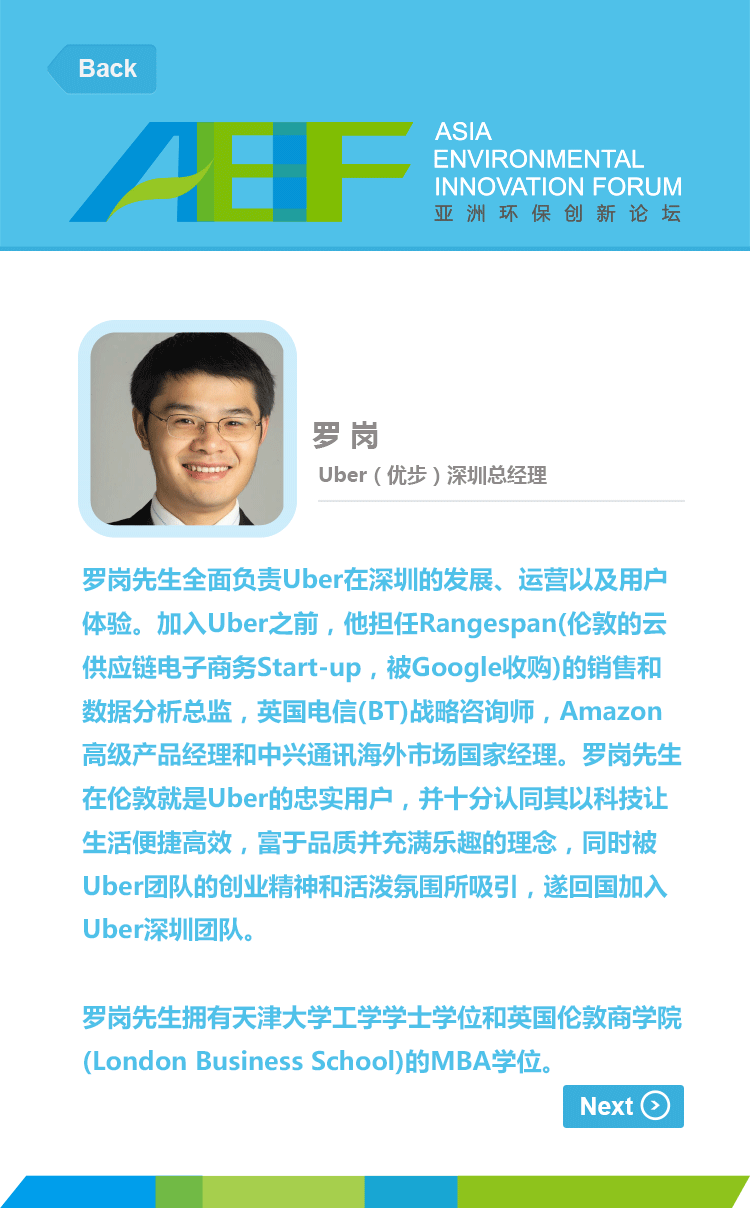 Back
AEIF
ASIA
ENVIRONMENTAL
INNOVATION FORUM
亚洲环保创新论坛
罗岗
Uber（优步）深圳总经理
罗岗先生全面负责Uber在深圳的发展、运营以及用户
体验。加入Uber之前，他担任Rangespan(伦敦的云
供应链电子商务Start-up，被Google收购)的销售和
数据分析总监，英国电信(BT)战略咨询师，Amazon
高级产品经理和中兴通讯海外市场国家经理。罗岗先生
在伦敦就是Uber的忠实用户，并十分认同其以科技让
生活便捷高效，富于品质并充满乐趣的理念，同时被
Uber团队的创业精神和活泼氛围所吸引，遂回国加入
Uber深圳团队。
罗岗先生拥有天津大学工学学士学位和英国伦敦商学院
(London Business School)的MBA学位。
Next